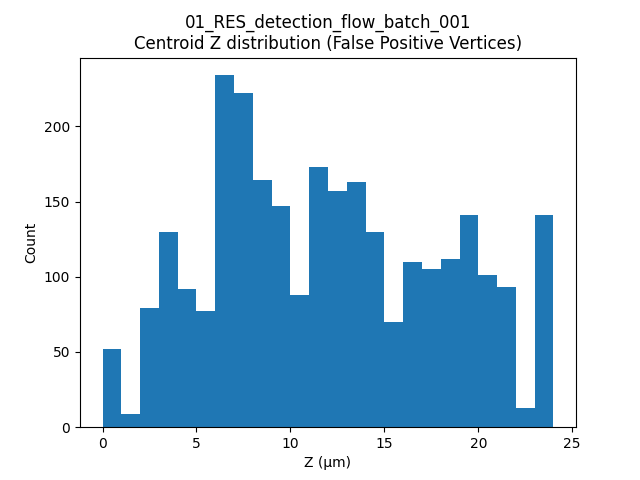 01_RES_detection_flow_batch_001
Centroid Z distribution (False Positive Vertices)
200
150
100
50
0
Count
0 5 10 15 20 25
Z (µm)